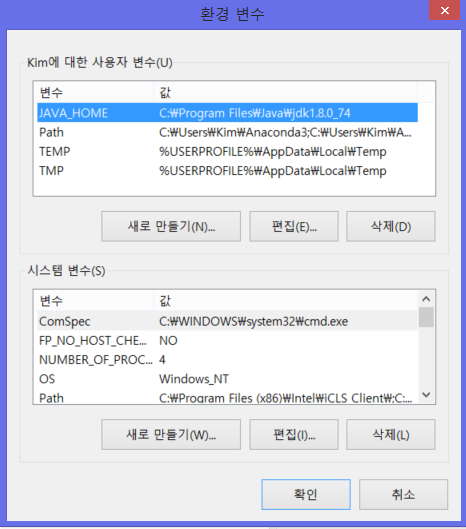 환경 변수
Kim에 대한 사용자 변수(U)
변수 값
JAVA_HOME C:₩Program Files₩Java₩jdk1.8.0_74
Path C:₩Users₩Kim₩Anaconda3;C:₩Users₩Kim₩A...
TEMP %USERPROFILE%₩AppData₩Local₩Temp
TMP %USERPROFILE%₩AppData₩Local₩Temp
새로 만들기(N)... 편집(E)... 삭제(D)
시스템 변수(S)
변수 값
ComSpec C:₩WINDOWS₩system32₩cmd.exe
FP_NO_HOST_CHE... NO
NUMBER_OF_PROC... 4
OS Windows_NT
Path C:₩Program Files (x86)₩Intel₩iCLS Client₩;C:...
새로 만들기(W)... 편집(I)... 삭제(L)
확인 취소